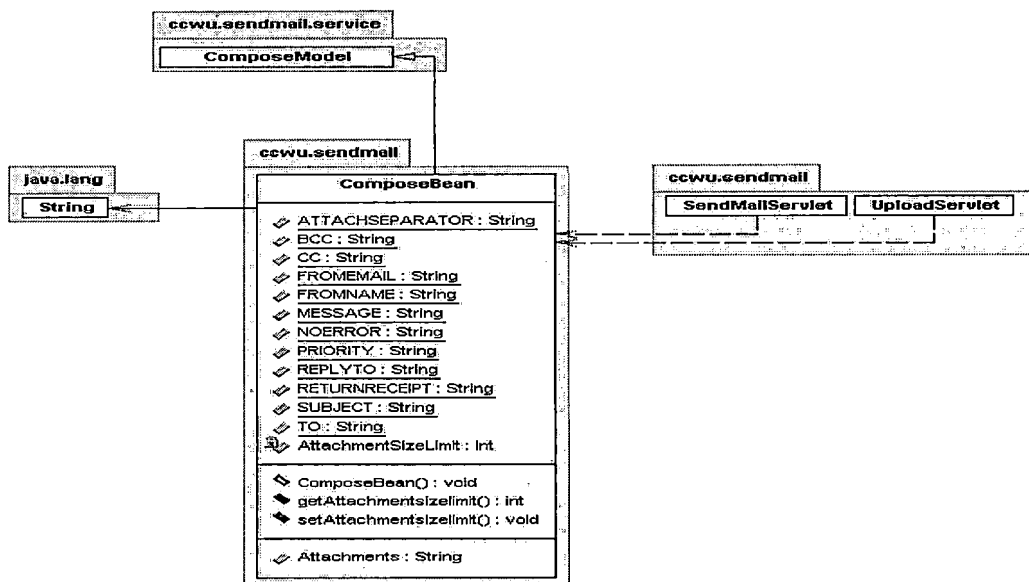 ccwu.sendmail.service
ComposeModel
ccwu.sendmail
java.lang
String
ComposeBean
ATTACHSEPARATOR : String
BCC : String
CC : String
FROMEMAIL : String
FROMNAME : String
MESSAGE : String
NOERROR : String
PRIORITY : String
REPLYTO : String
RETURNRECEIPT : String
SUBJECT : String
TO : String
AttachmentSizeLimit : int
ComposeBean() : void
getAttachmentsizelimit() : int
setAttachmentsizelimit() : void
Attachments : String
ccwu.sendmail
SendMailServlet
UploadServlet